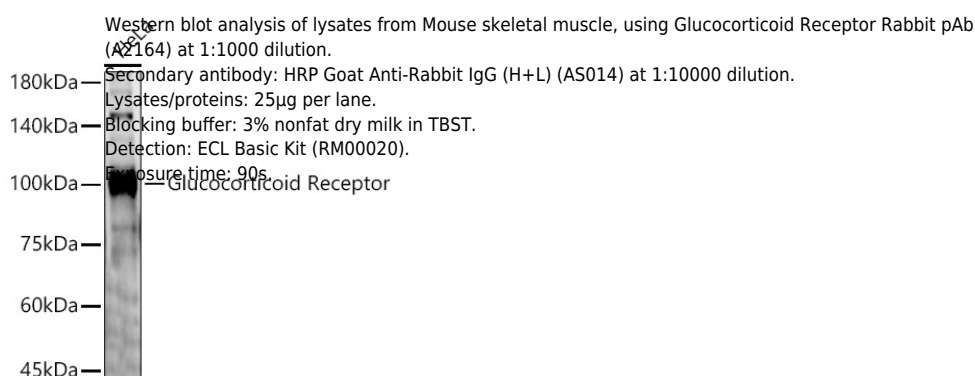 Western blot analysis of lysates from Mouse skeletal muscle, using Glucocorticoid Receptor Rabbit pAb
(A2164) at 1:1000 dilution.
Secondary antibody: HRP Goat Anti-Rabbit IgG (H+L) (AS014) at 1:10000 dilution.
Lysates/proteins: 25μg per lane.
Blocking buffer: 3% nonfat dry milk in TBST.
Detection: ECL Basic Kit (RM00020).
Exposure time: 90s.
HeLa
180kDa
140kDa
100kDa
Glucocorticoid Receptor
75kDa
60kDa
45kDa